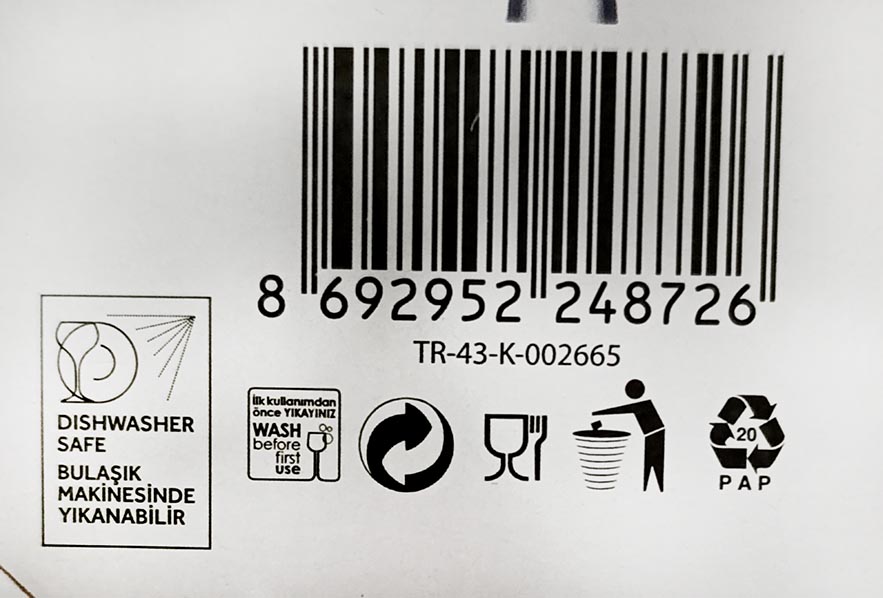 8 692952 248726
TR-43-K-002665
DISHWASHER
SAFE
BULAŞIK
MAKİNESİNDE
YIKANABİLİR
İlk kullanımdan
önce YIKAYINIZ
WASH
before
first
use
20
PAP